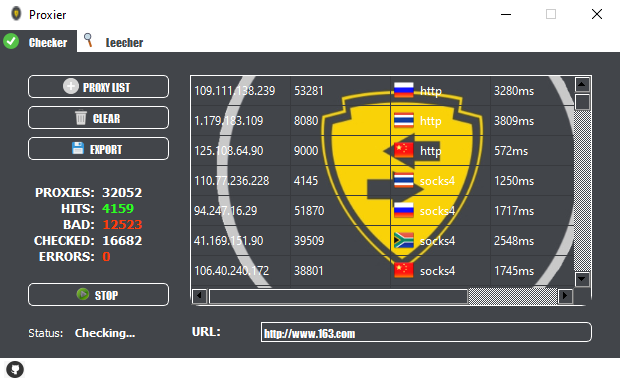 Proxier
Checker
Leecher
PROXY LIST
CLEAR
EXPORT
PROXIES: 32052
HITS: 4159
BAD: 12523
CHECKED: 16682
ERRORS: 0
STOP
Status: Checking...
109.111.138.239 53281 http 3280ms
1.179.183.109 8080 http 3809ms
125.108.64.90 9000 http 572ms
110.77.236.228 4145 socks4 1250ms
94.247.16.29 51870 socks4 1717ms
41.169.151.90 39509 socks4 2548ms
106.40.240.172 38801 socks4 1745ms
URL: http://www.163.com